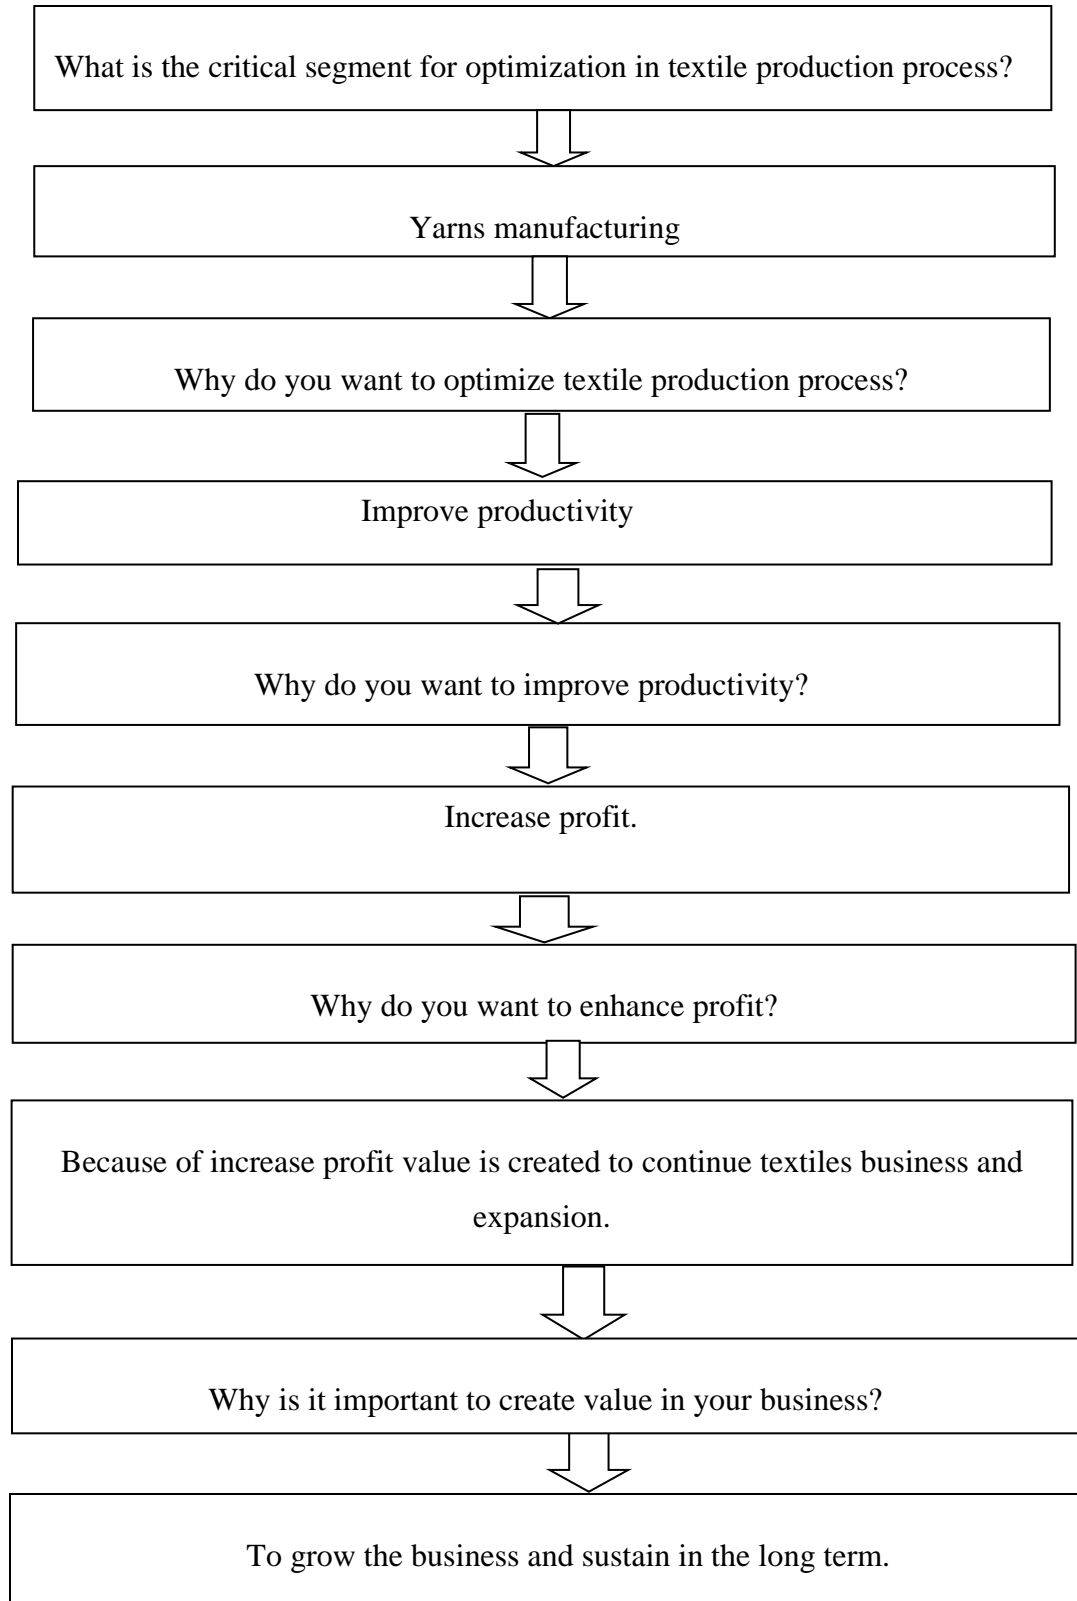 What is the critical segment for optimization in textile production process?
Yarns manufacturing
Why do you want to optimize textile production process?
Improve productivity
Why do you want to improve productivity?
Increase profit.
Why do you want to enhance profit?
Because of increase profit value is created to continue textiles business and
expansion.
Why is it important to create value in your business?
To grow the business and sustain in the long term.